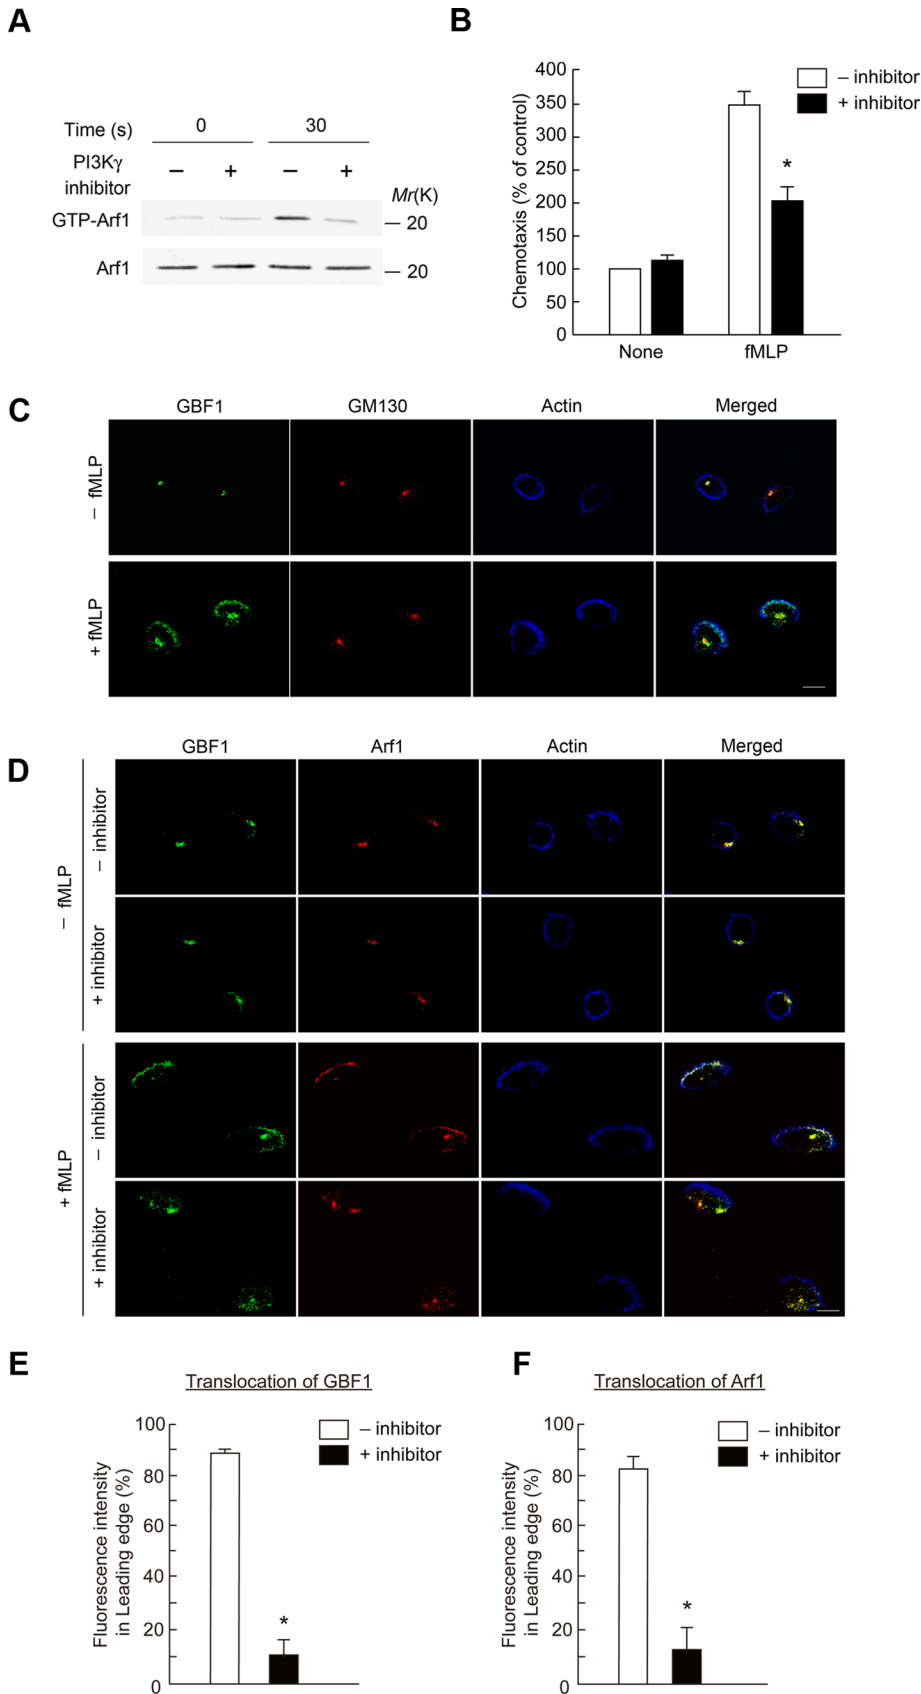 A
Time (s) 0 30
PI3Kγ
inhibitor
− + − +
Mr(K)
GTP-Arf1
— 20
Arf1
— 20
B
Chemotaxis (% of control)
400
350
300
250
200
150
100
50
0
− inhibitor
+ inhibitor
*
None fMLP
C
GBF1 GM130 Actin Merged
− fMLP
+ fMLP
D
GBF1 Arf1 Actin Merged
− fMLP
− inhibitor
+ inhibitor
+ fMLP
− inhibitor
+ inhibitor
E
Translocation of GBF1
Fluorescence intensity
in Leading edge (%)
100
80
60
40
20
0
− inhibitor
+ inhibitor
*
F
Translocation of Arf1
Fluorescence intensity
in Leading edge (%)
100
80
60
40
20
0
− inhibitor
+ inhibitor
*